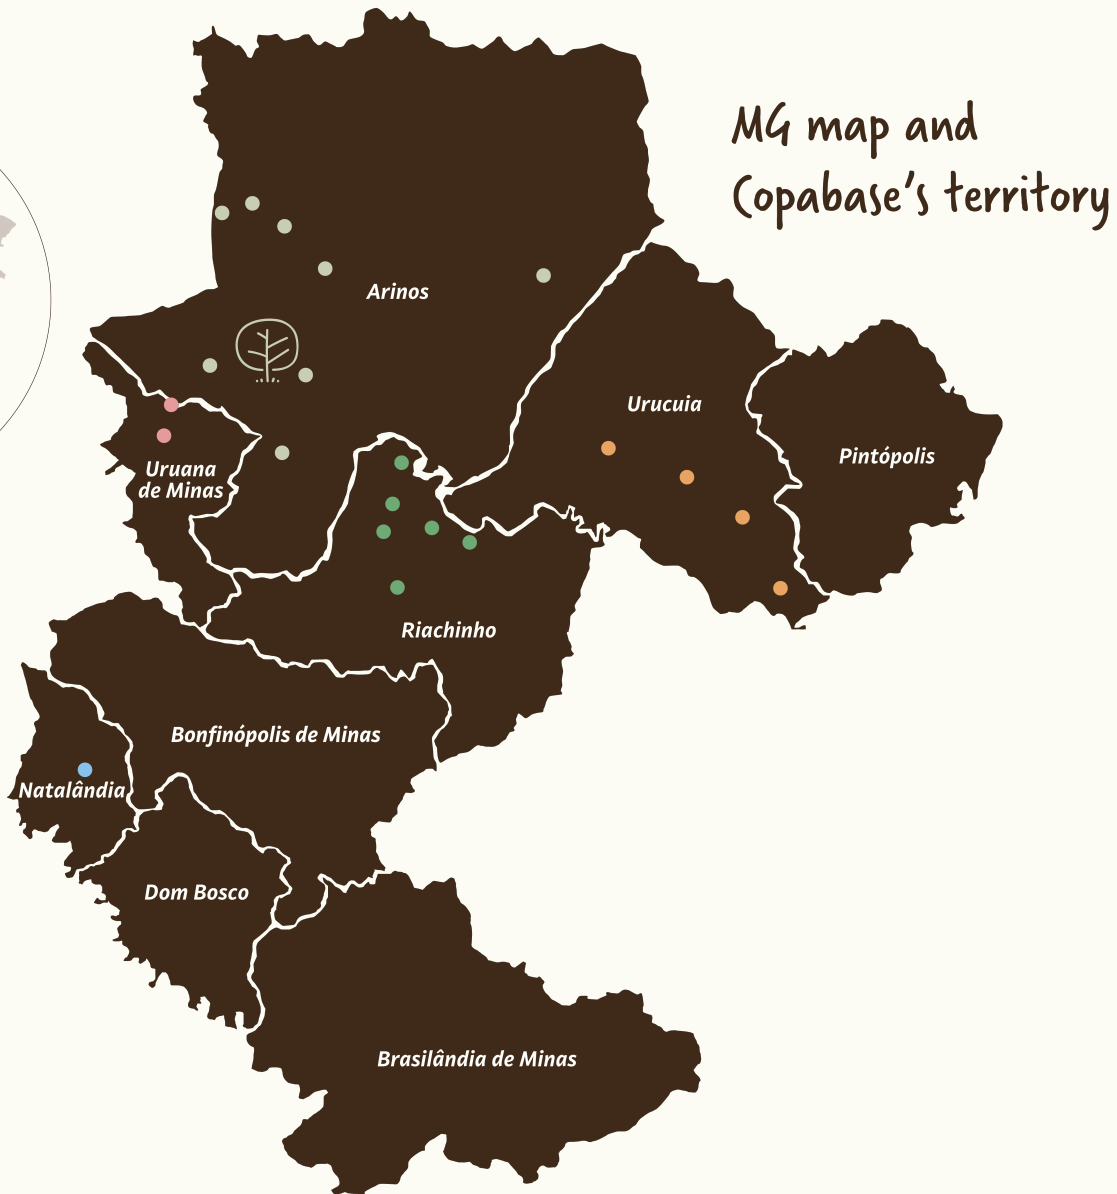 MG map and
Copabase's territory
Arinos
Urucuia
Pintópolis
Uruana
de Minas
Riachinho
Bonfinópolis de Minas
Natalândia
Dom Bosco
Brasilândia de Minas